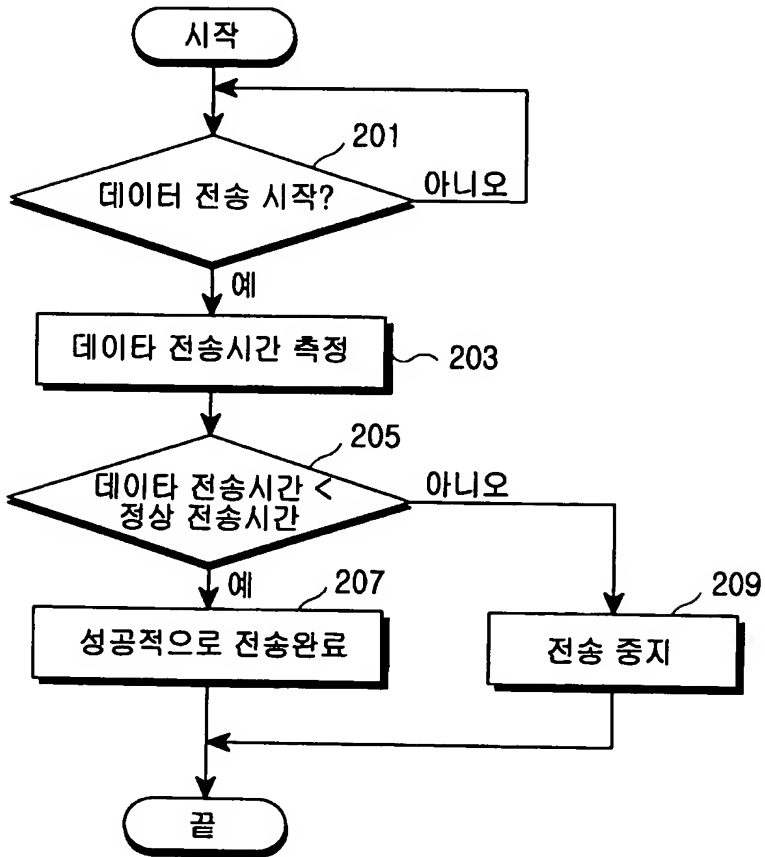 시작
201
데이터 전송 시작?
아니오
예
데이타 전송시간 측정
203
205
데이타 전송시간 <
정상 전송시간
아니오
예
207
성공적으로 전송완료
209
전송 중지
끝